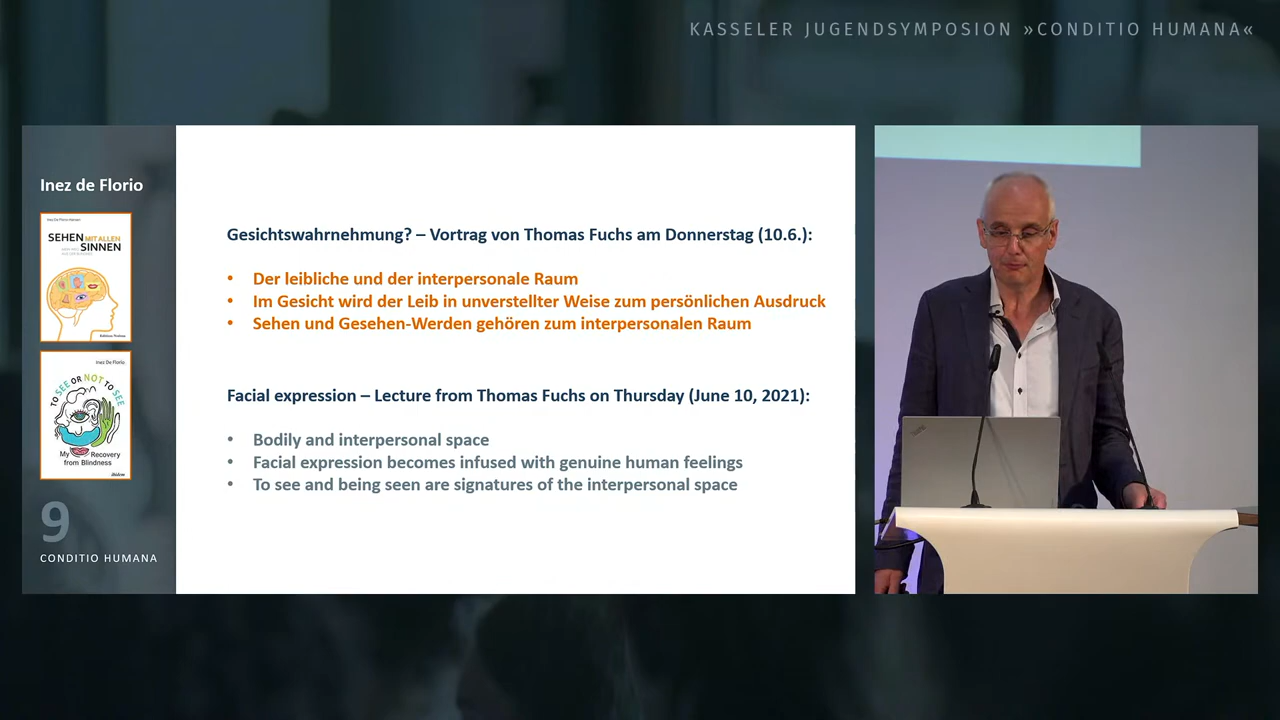 KASSELER JUGENDSYMPOSION »CONDITIO HUMANA«
Inez de Florio
SEHEN MIT ALLEN
SINNEN
Inez De Florio
TO SEE OR NOT TO SEE
My Recovery
from Blindness
9
CONDITIO HUMANA
Gesichtswahrnehmung? – Vortrag von Thomas Fuchs am Donnerstag (10.6.):
• Der leibliche und der interpersonale Raum
• Im Gesicht wird der Leib in unverstellter Weise zum persönlichen Ausdruck
• Sehen und Gesehen-Werden gehören zum interpersonalen Raum
Facial expression – Lecture from Thomas Fuchs on Thursday (June 10, 2021):
• Bodily and interpersonal space
• Facial expression becomes infused with genuine human feelings
• To see and being seen are signatures of the interpersonal space